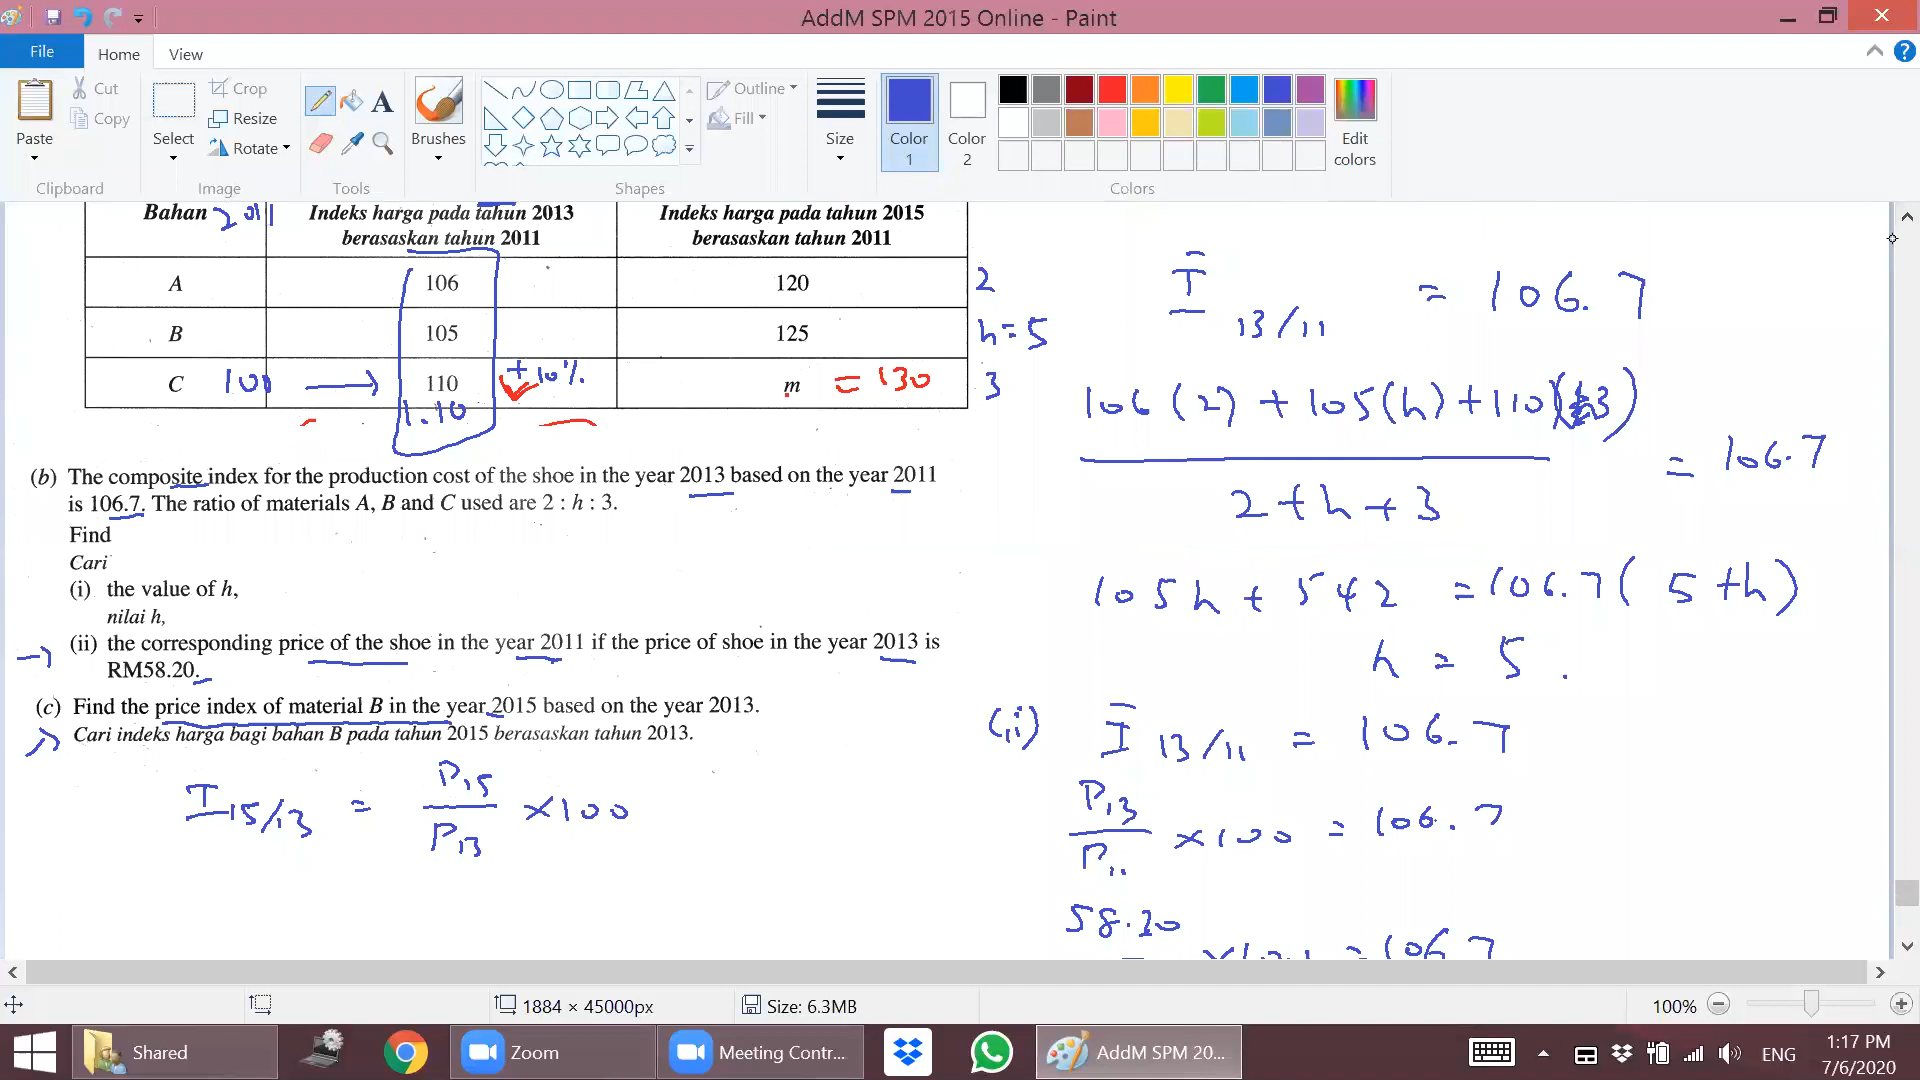 AddM SPM 2015 Online - Paint
File Home View
Paste Cut Copy Clipboard
Select Crop Resize Rotate Image
Tools
Brushes
Shapes Outline Fill
Size
Color 1
Color 2
Edit colors
Colors
Bahan 2011 Indeks harga pada tahun 2013 berasaskan tahun 2011 Indeks harga pada tahun 2015 berasaskan tahun 2011
A 106 120 2
B 105 125 h = 5
C 100 → 110 +10% m = 130 3
1.10
(b) The composite index for the production cost of the shoe in the year 2013 based on the year 2011
is 106.7. The ratio of materials A, B and C used are 2 : h : 3.
Find
Cari
(i) the value of h,
nilai h,
(ii) the corresponding price of the shoe in the year 2011 if the price of shoe in the year 2013 is
RM58.20.
(c) Find the price index of material B in the year 2015 based on the year 2013.
Cari indeks harga bagi bahan B pada tahun 2015 berasaskan tahun 2013.
I 15/13 = P15/P13 × 100
Ī 13/11 = 106.7
106(2) + 105(h) + 110(3)
2 + h + 3
= 106.7
105h + 542 = 106.7(5 + h)
h = 5.
(ii) Ī 13/11 = 106.7
P13/P11 × 100 = 106.7
58.20
× 100 = 106.7
1884 × 45000px Size: 6.3MB 100%
Shared Zoom Meeting Contr... AddM SPM 20... ENG 1:17 PM
7/6/2020